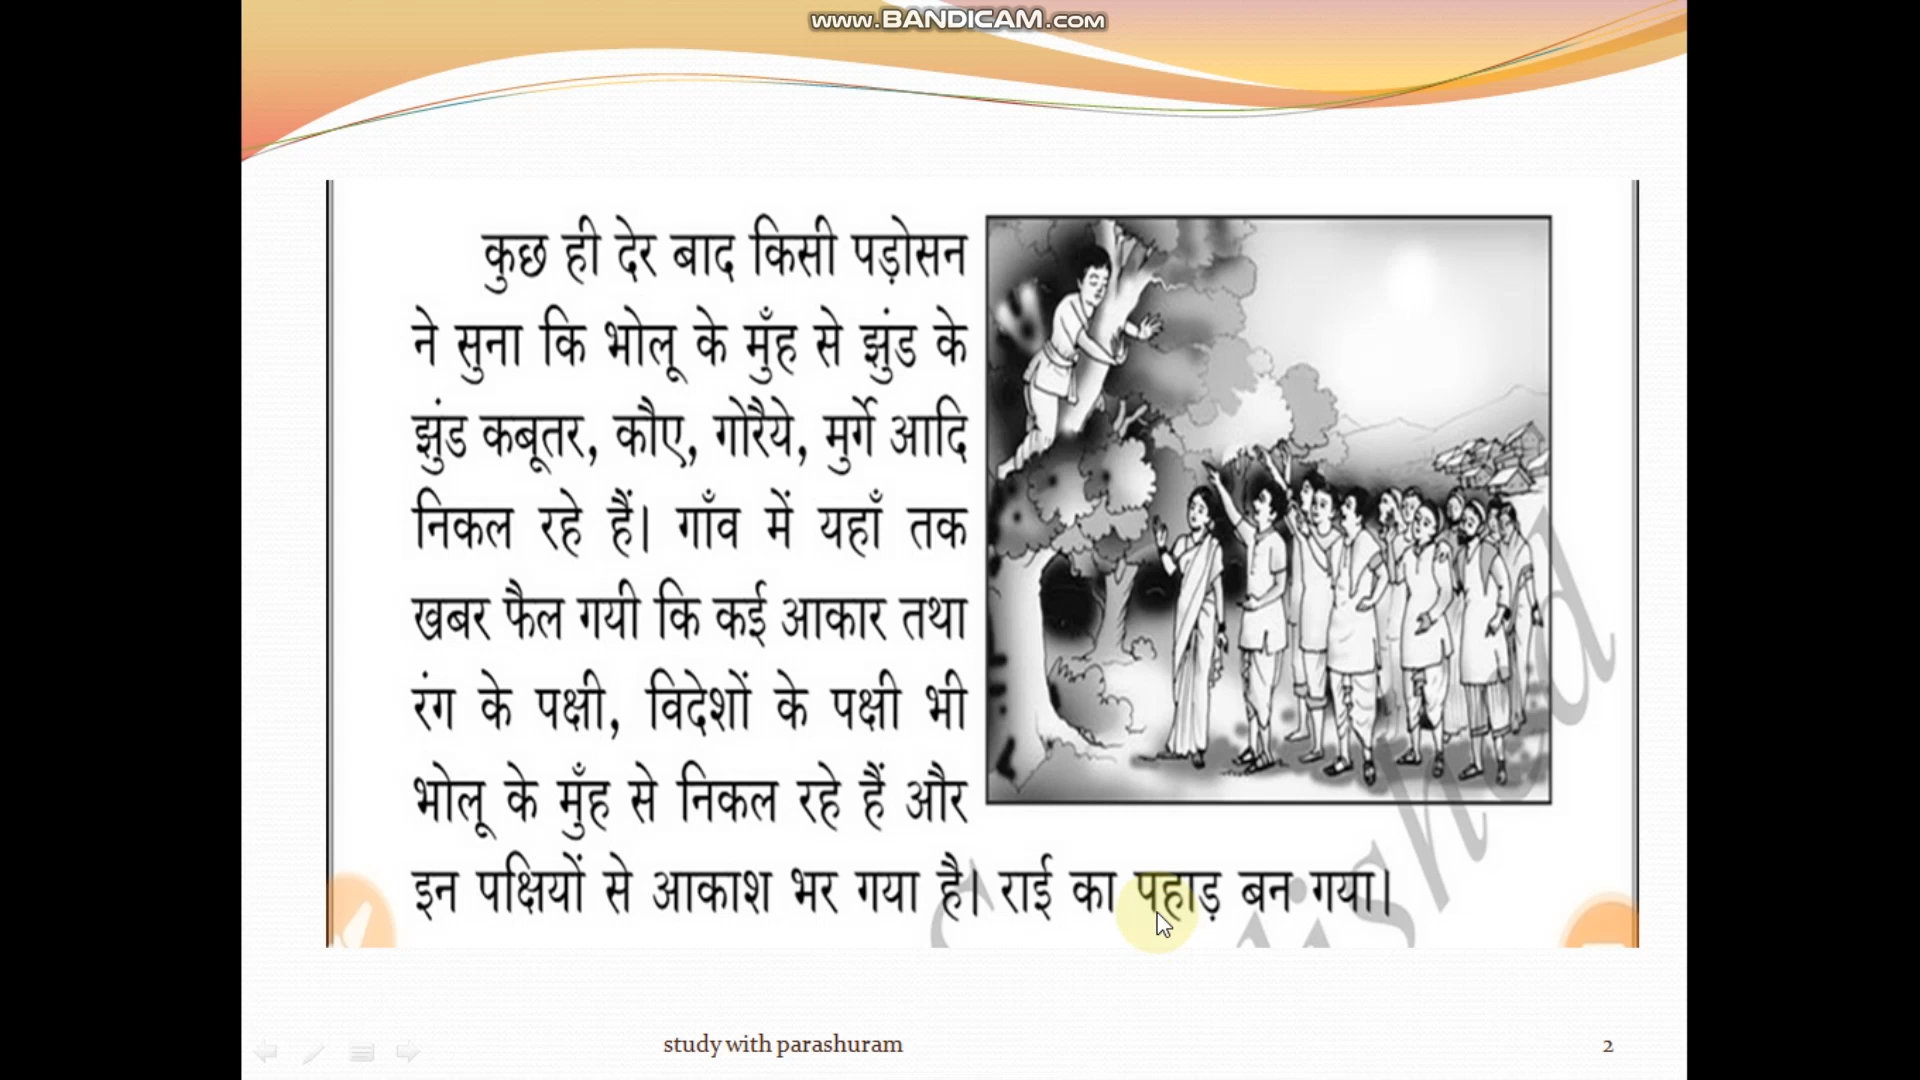 www.BANDICAM.com
कुछ ही देर बाद किसी पड़ोसन
ने सुना कि भोलू के मुँह से झुंड के
झुंड कबूतर, कौए, गोरैये, मुर्गे आदि
निकल रहे हैं। गाँव में यहाँ तक
खबर फैल गयी कि कई आकार तथा
रंग के पक्षी, विदेशों के पक्षी भी
भोलू के मुँह से निकल रहे हैं और
इन पक्षियों से आकाश भर गया है। राई का पहाड़ बन गया।
study with parashuram
2